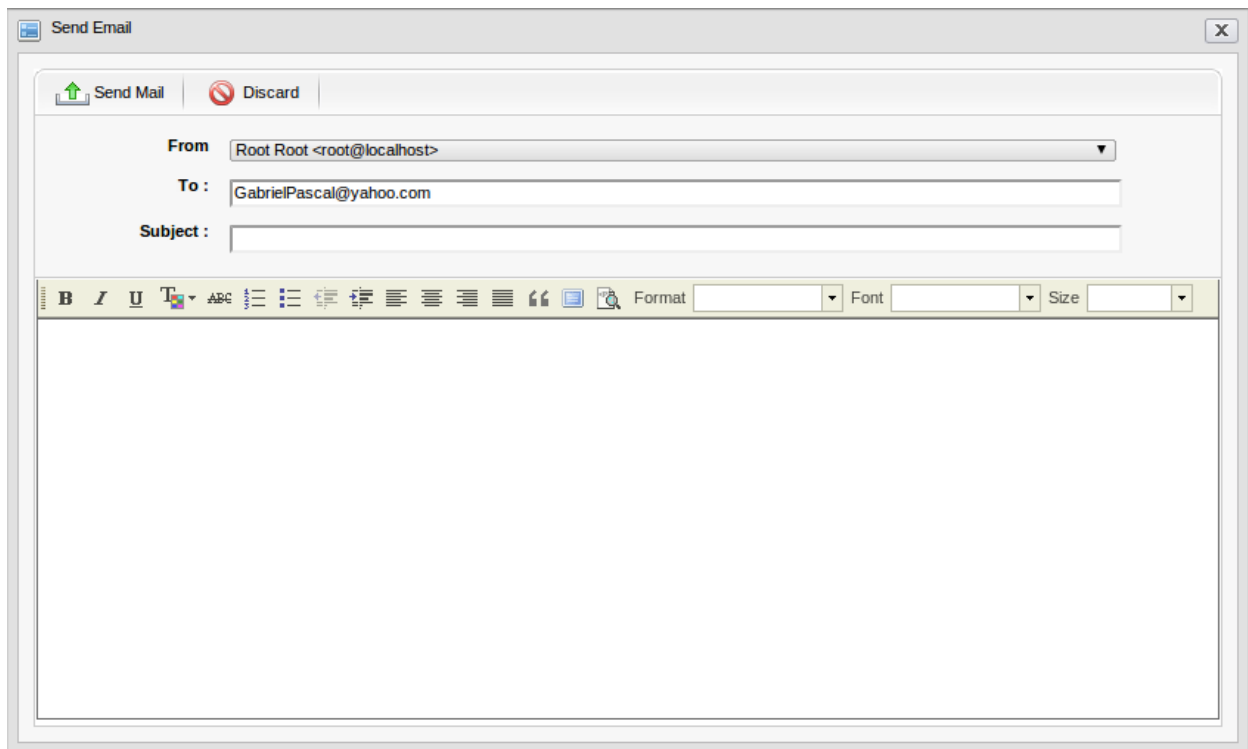 Send Email X
Send Mail Discard
From Root Root <root@localhost>
To : GabrielPascal@yahoo.com
Subject :
B I U T ABC Format Font Size